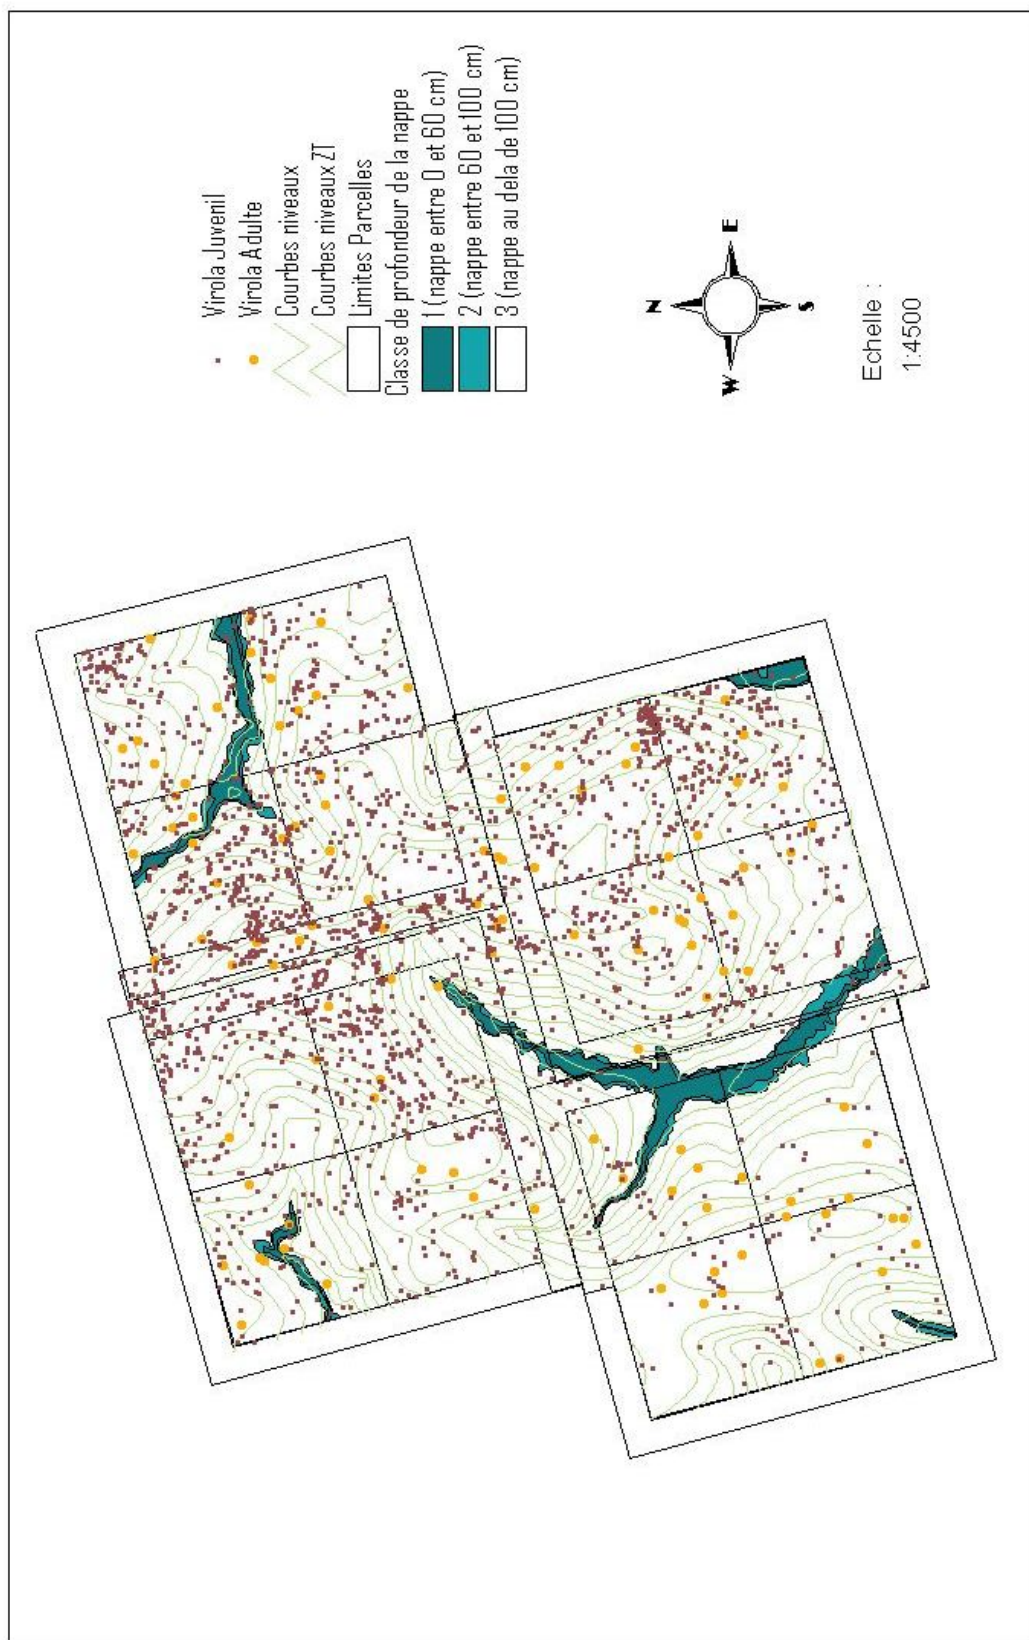 Virola Juvenil
Virola Adulte
Courbes niveaux
Courbes niveaux ZT
Limites Parcelles
Classe de profondeur de la nappe
1 (nappe entre 0 et 60 cm)
2 (nappe entre 60 et 100 cm)
3 (nappe au dela de 100 cm)
N
W
E
S
Echelle :
1:4500